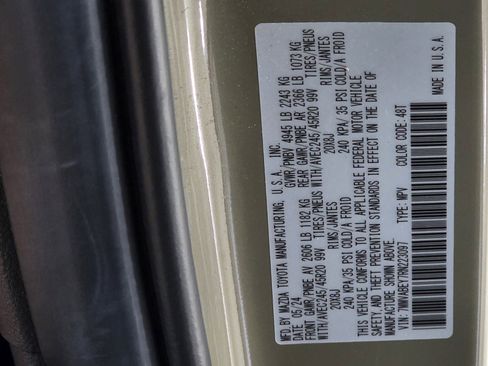 MFD. BY MAZDA TOYOTA MANUFACTURING, U.S.A., INC.
DATE: 05/24 GVWR/PNBV 4945 LB 2243 KG
FRONT GAWR/PNBE AV 2606 LB 1182 KG REAR GAWR/PNBE AR 2366 LB 1073 KG
WITH/AVEC245/45R20 99V TIRES/PNEUS WITH/AVEC245/45R20 99V TIRES/PNEUS
20X8J RIMS/JANTES 20X8J RIMS/JANTES
240 KPA/35 PSI COLD/A FROID 240 KPA/35 PSI COLD/A FROID
THIS VEHICLE CONFORMS TO ALL APPLICABLE FEDERAL MOTOR VEHICLE
SAFETY, AND THEFT PREVENTION STANDARDS IN EFFECT ON THE DATE OF
MANUFACTURE SHOWN ABOVE.
VIN: 7MMVABEY7RN223097 TYPE: MPV COLOR CODE: 48T MADE IN U.S.A.